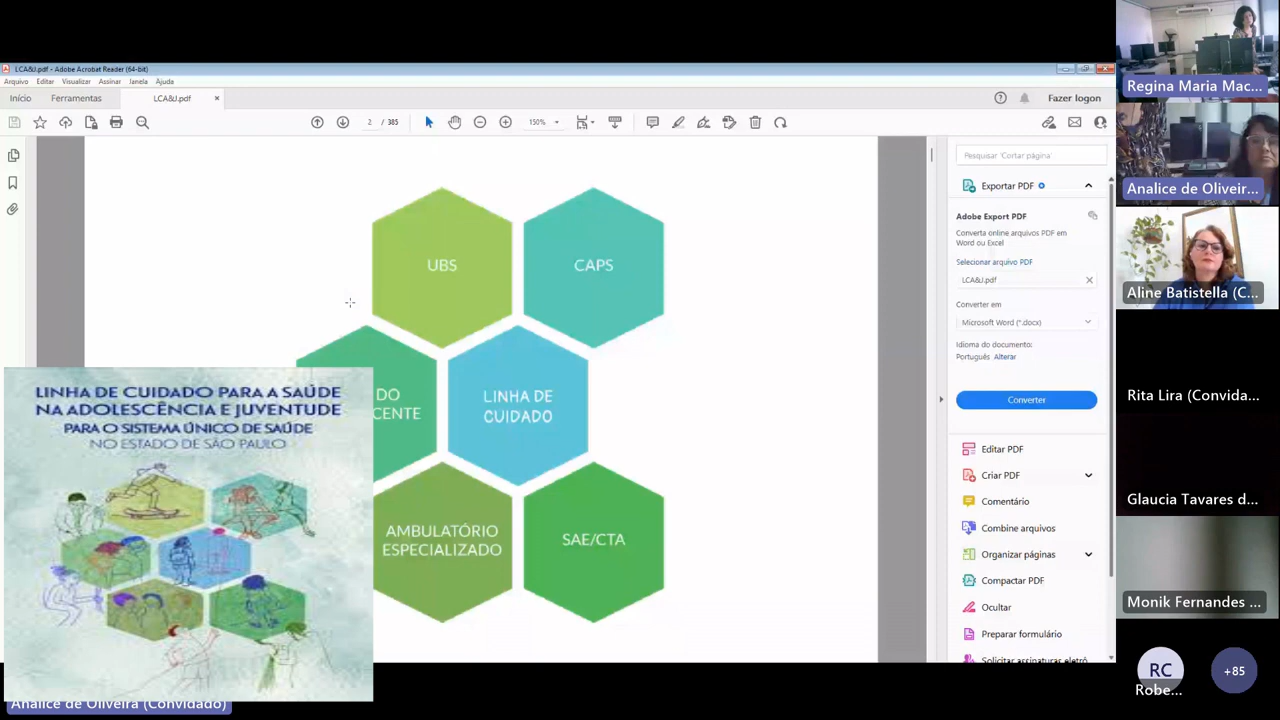 LCA&J.pdf - Adobe Acrobat Reader (64-bit)
Arquivo Editar Visualizar Assinar Janela Ajuda
Início Ferramentas LCA&J.pdf × Fazer logon
2 / 385 150%
UBS
CAPS
DO
CENTE
LINHA DE
CUIDADO
AMBULATÓRIO
ESPECIALIZADO
SAE/CTA
LINHA DE CUIDADO PARA A SAÚDE
NA ADOLESCÊNCIA E JUVENTUDE
PARA O SISTEMA ÚNICO DE SAÚDE
NO ESTADO DE SÃO PAULO
Analice de Oliveira (Convidado)
Pesquisar 'Cortar página'
Exportar PDF
Adobe Export PDF
Converta online arquivos PDF em
Word ou Excel
Selecionar arquivo PDF
LCA&J.pdf
Converter em
Microsoft Word (*.docx)
Idioma do documento:
Português Alterar
Converter
Editar PDF
Criar PDF
Comentário
Combine arquivos
Organizar páginas
Compactar PDF
Ocultar
Preparar formulário
Solicitar assinaturas eletrô
Regina Maria Mac...
Analice de Oliveir...
Aline Batistella (C...
Rita Lira (Convida...
Glaucia Tavares d...
Monik Fernandes ...
RC
Robe...
+85